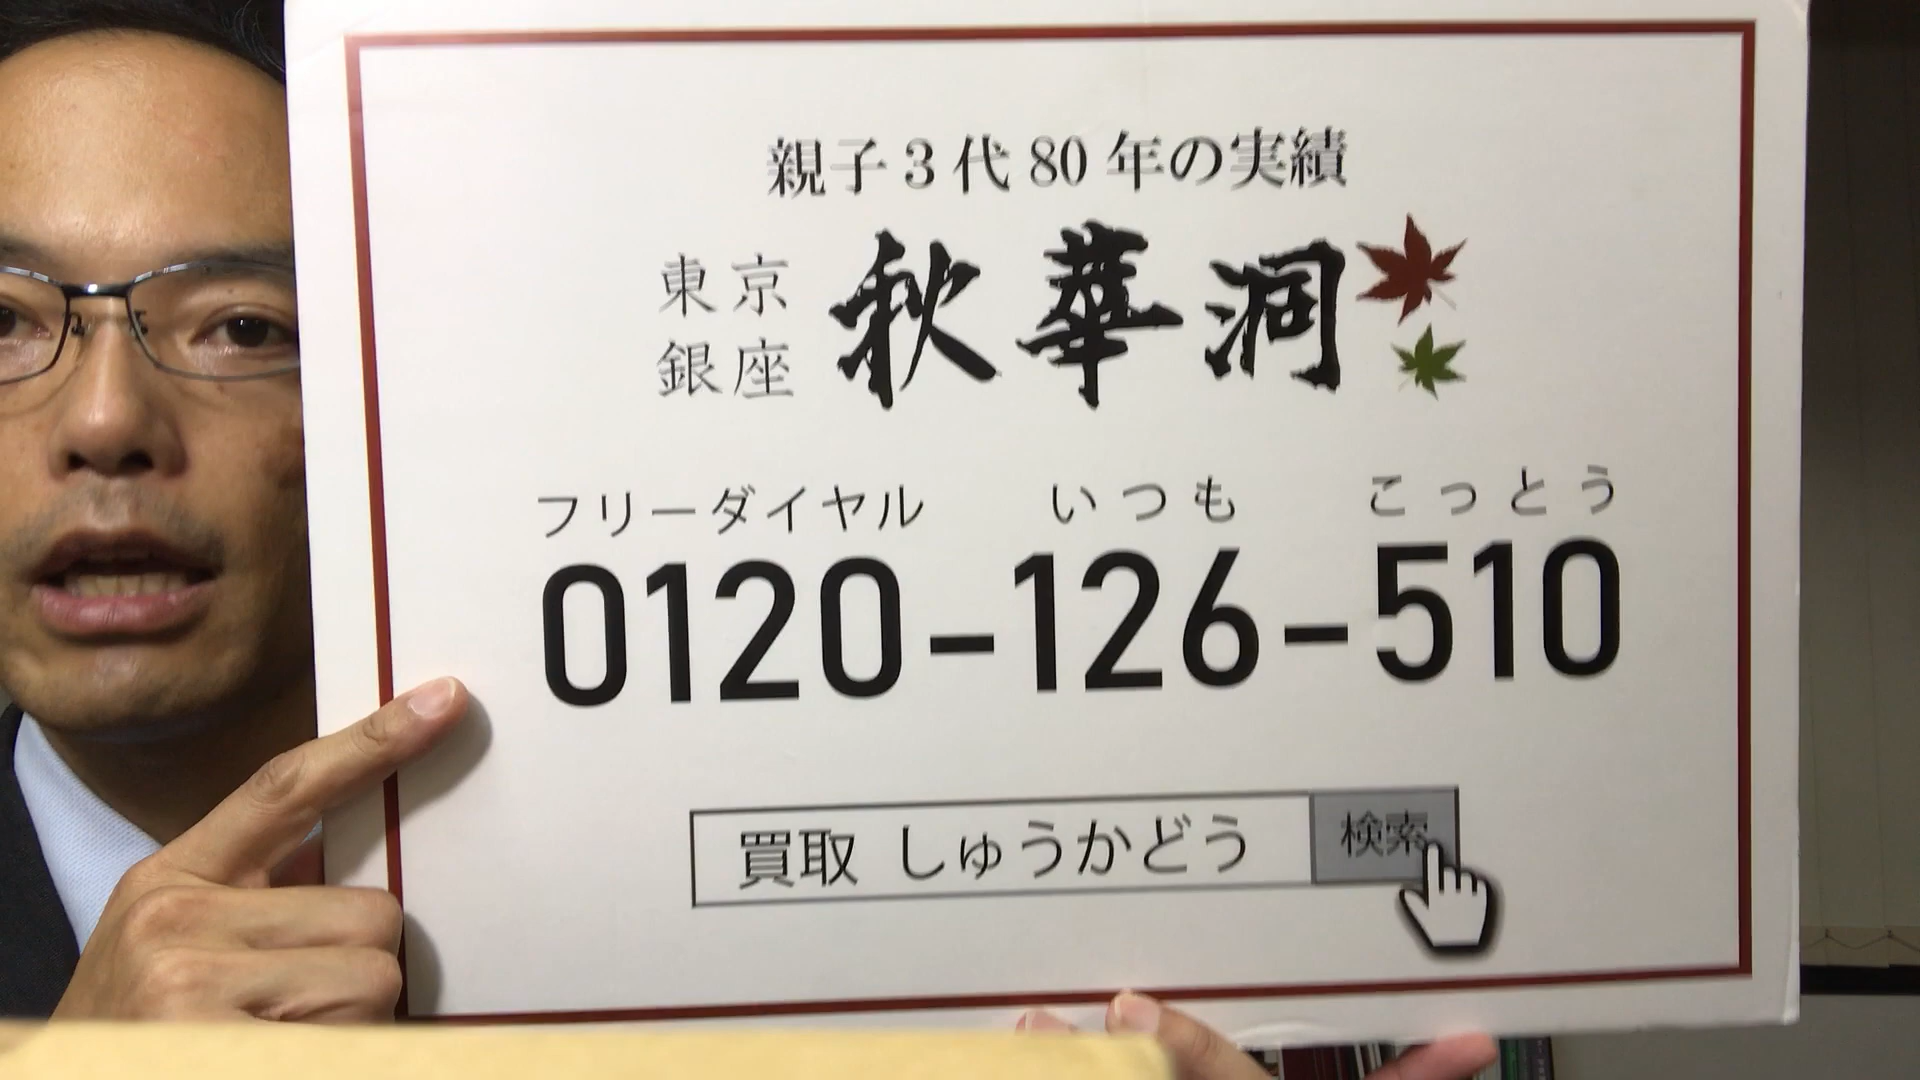 親子3代80年の実績
東京
銀座
秋華洞
フリーダイヤル いつも こっとう
0120-126-510
買取 しゅうかどう 検索